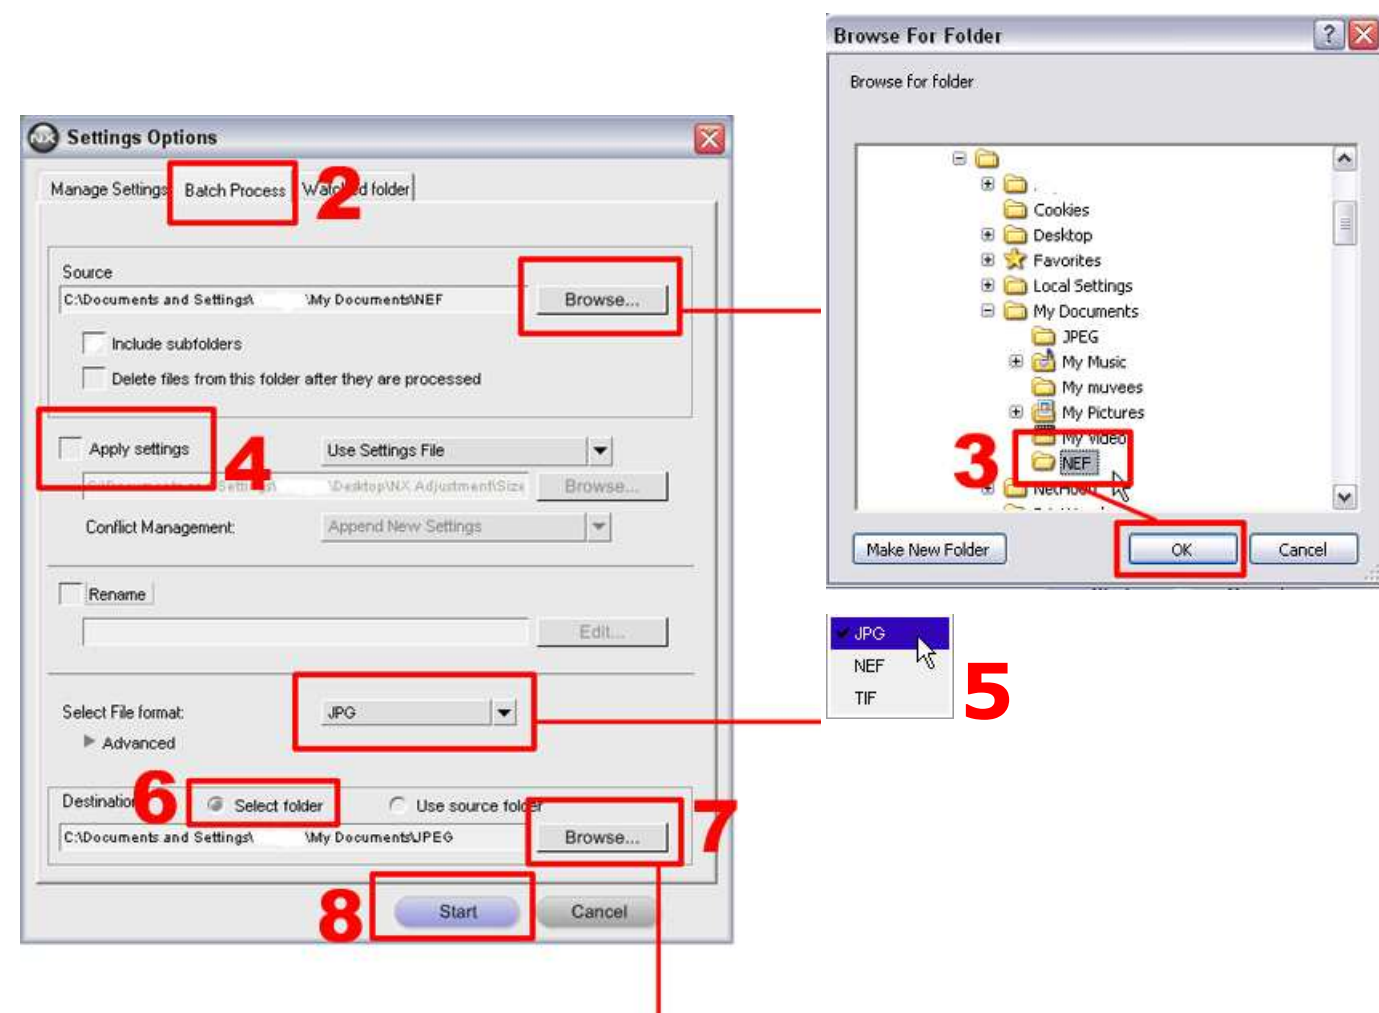 Browse For Folder
Browse for folder
Cookies
Desktop
Favorites
Local Settings
My Documents
JPEG
My Music
My muvees
My Pictures
My Video
3
NEF
NetHood
Make New Folder
OK
Cancel
Settings Options
Manage Settings Batch Process Watched folder
2
Source
C:\Documents and Settings\ \My Documents\NEF Browse...
Include subfolders
Delete files from this folder after they are processed
Apply settings 4 Use Settings File
C:\Documents and Settings\ \Desktop\NX Adjustment\Size Browse...
Conflict Management: Append New Settings
Rename
Edit...
Select File format: JPG
Advanced
JPG
NEF
TIF
5
Destination 6 Select folder Use source folder
C:\Documents and Settings\ \My Documents\JPEG Browse... 7
8 Start Cancel